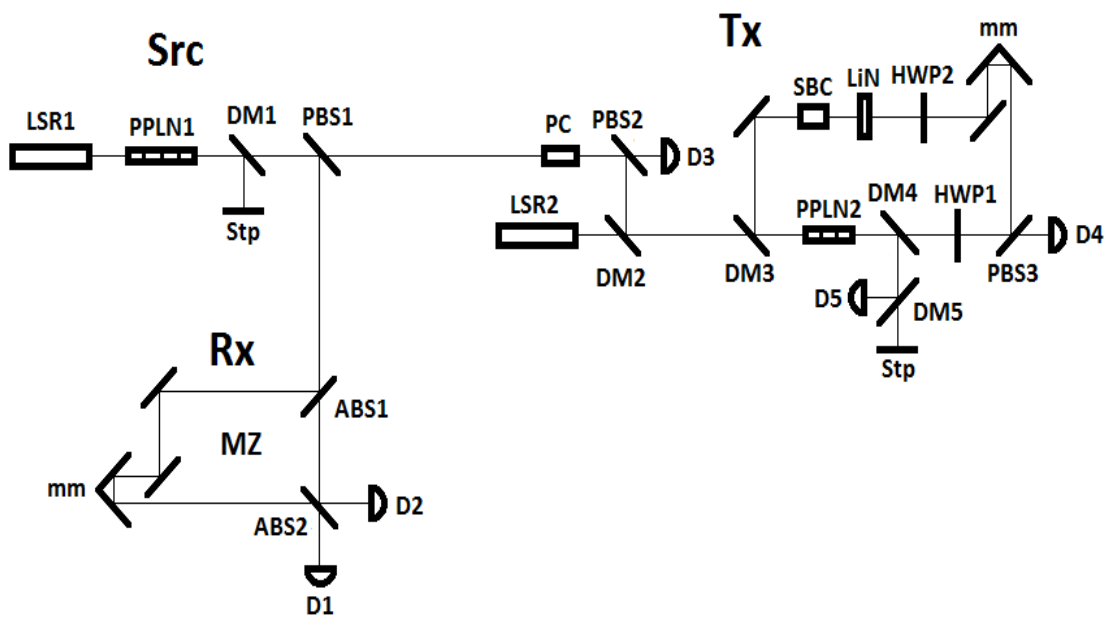 Src
Tx
mm
LSR1
PPLN1
DM1
PBS1
PC
PBS2
SBC
LiN
HWP2
D3
Stp
LSR2
DM2
DM3
PPLN2
DM4
HWP1
D4
PBS3
D5
DM5
Stp
Rx
ABS1
MZ
mm
ABS2
D2
D1